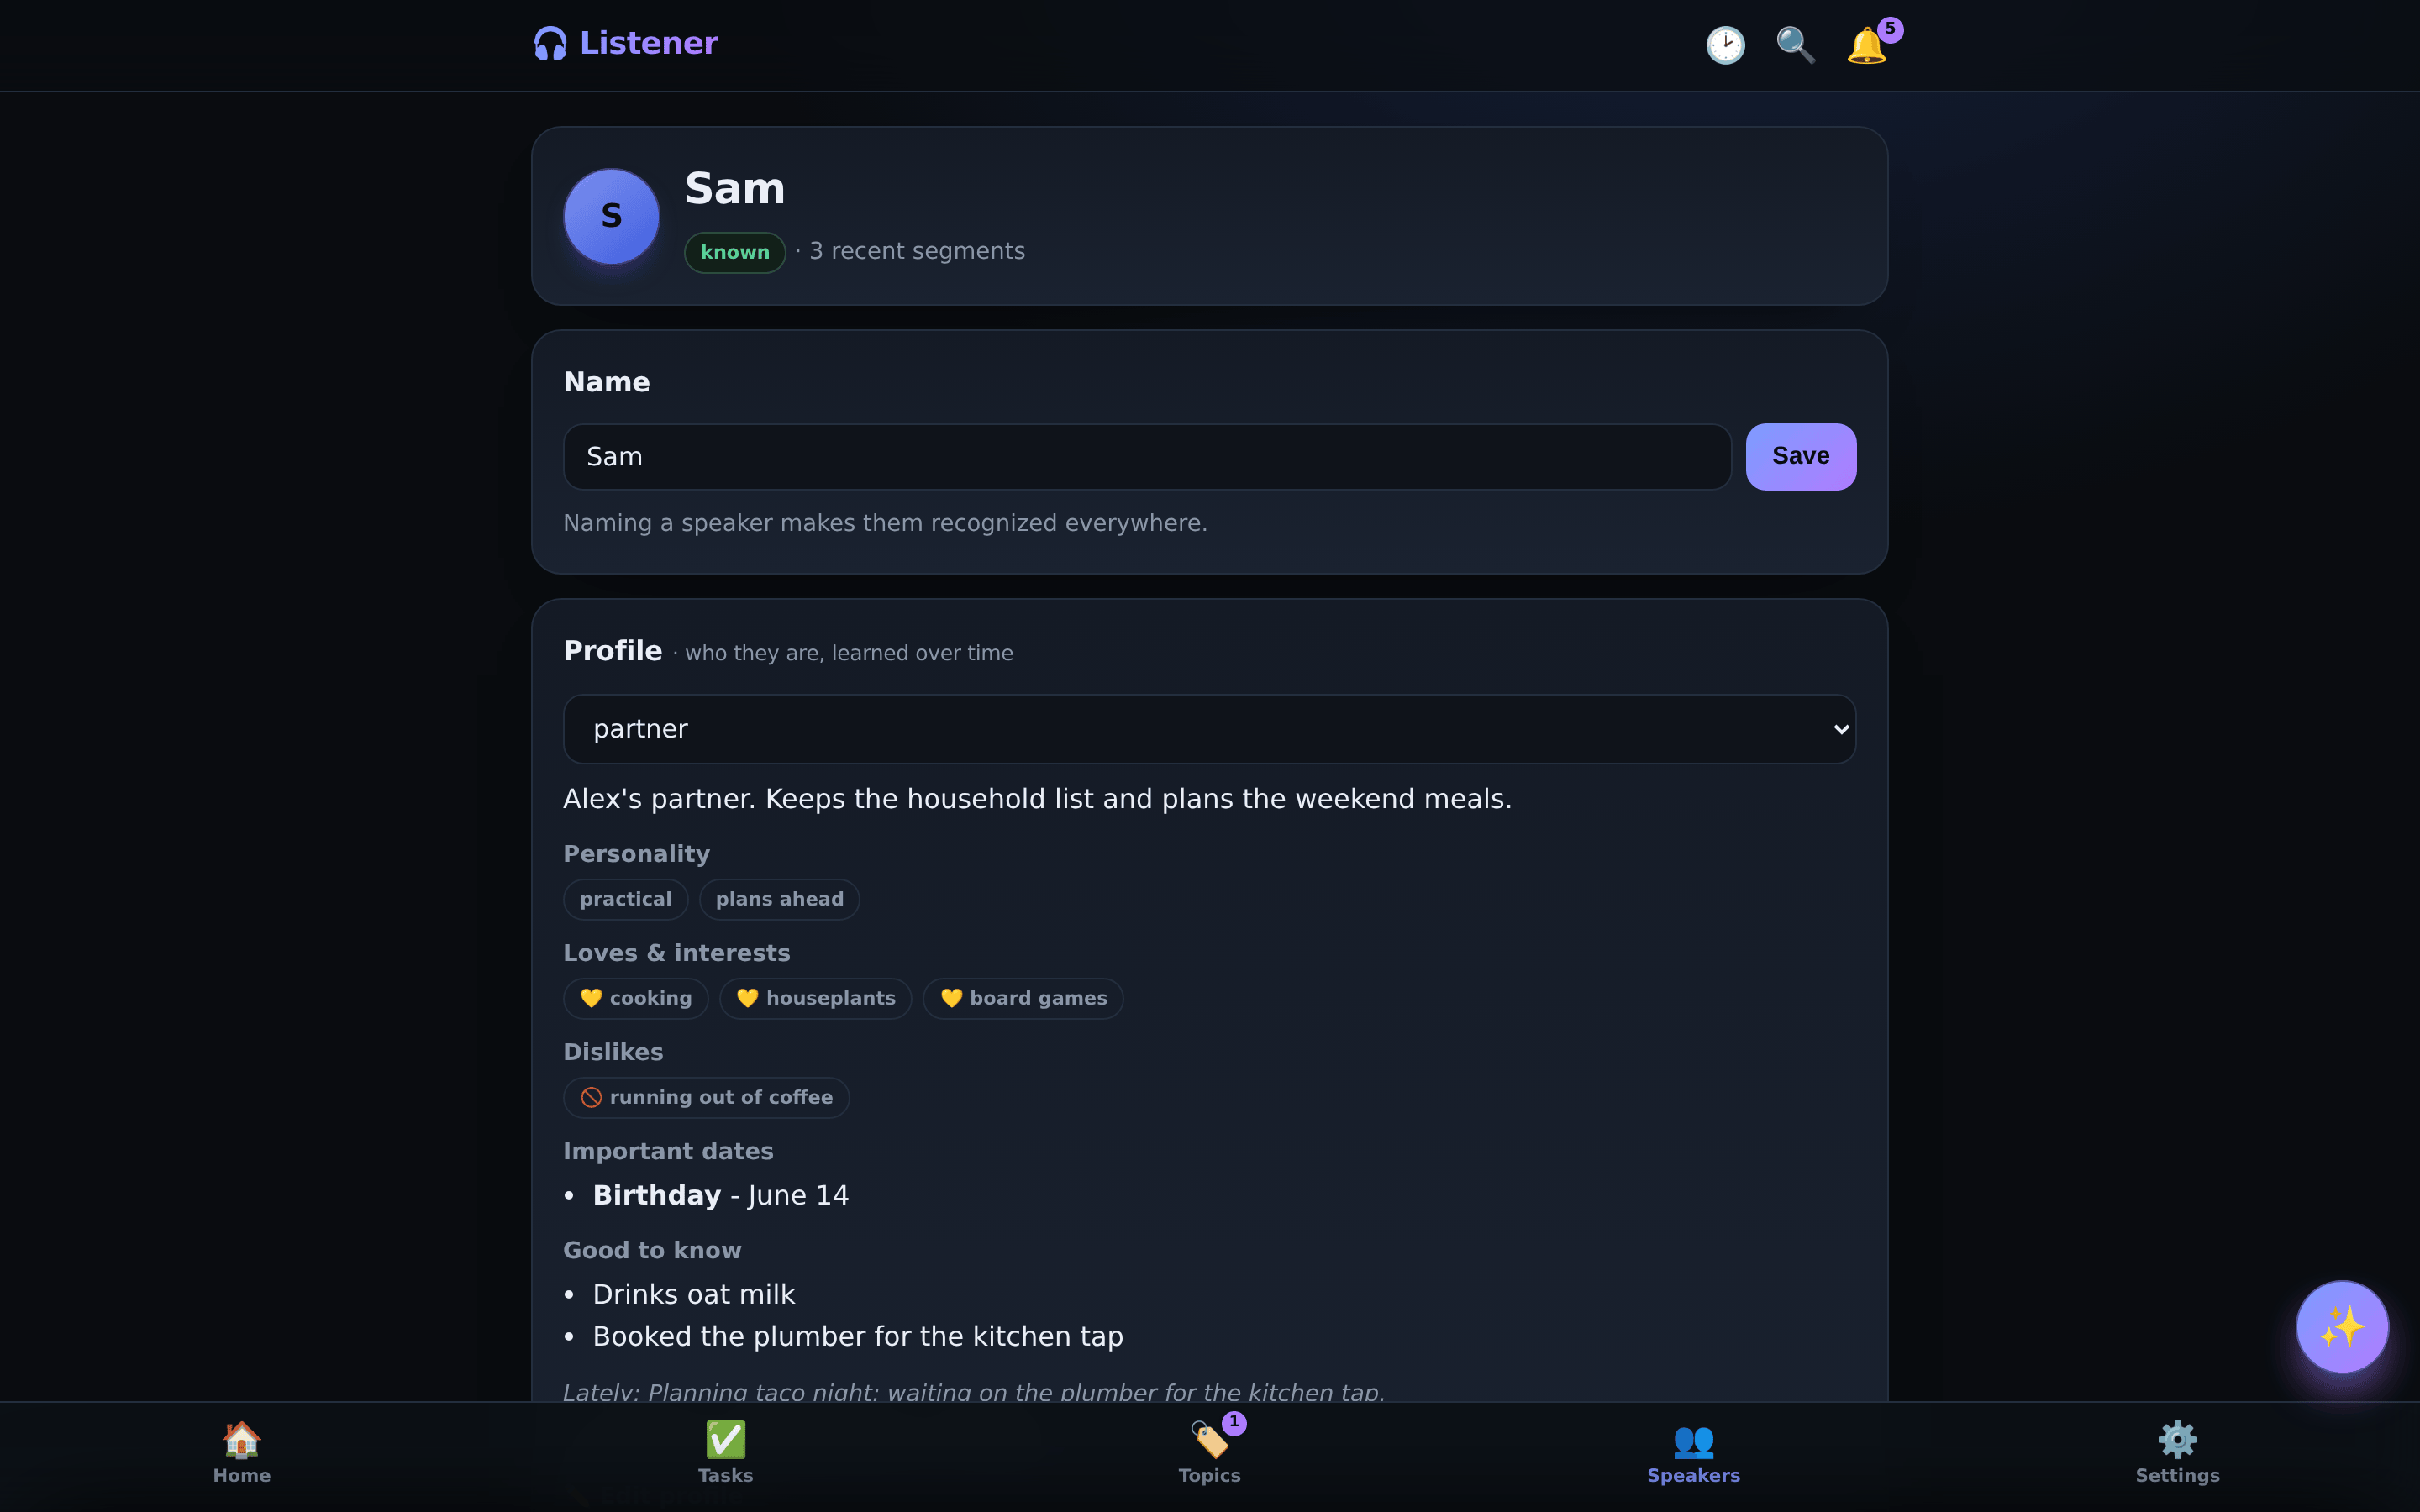 Listener
5
S
Sam
known · 3 recent segments
Name
Sam
Save
Naming a speaker makes them recognized everywhere.
Profile · who they are, learned over time
partner
Alex's partner. Keeps the household list and plans the weekend meals.
Personality
practical plans ahead
Loves & interests
💛 cooking 💛 houseplants 💛 board games
Dislikes
🚫 running out of coffee
Important dates
• Birthday - June 14
Good to know
• Drinks oat milk
• Booked the plumber for the kitchen tap
Lately: Planning taco night; waiting on the plumber for the kitchen tap.
1
Home Tasks Topics Speakers Settings